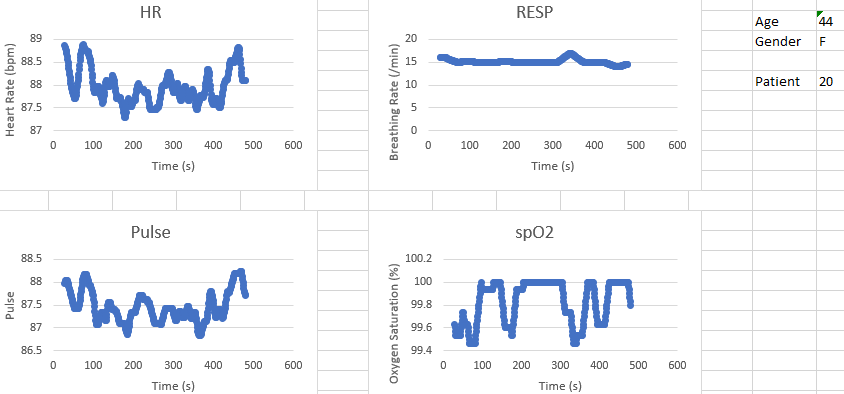 HR
89
88.5
88
87.5
87
Heart Rate (bpm)
0 100 200 300 400 500 600
Time (s)
RESP
20
15
10
5
0
Breathing Rate (/min)
0 100 200 300 400 500 600
Time (s)
Age 44
Gender F
Patient 20
Pulse
88.5
88
87.5
87
86.5
Pulse
0 100 200 300 400 500 600
Time (s)
spO2
100.2
100
99.8
99.6
99.4
Oxygen Saturation (%)
0 100 200 300 400 500 600
Time (s)